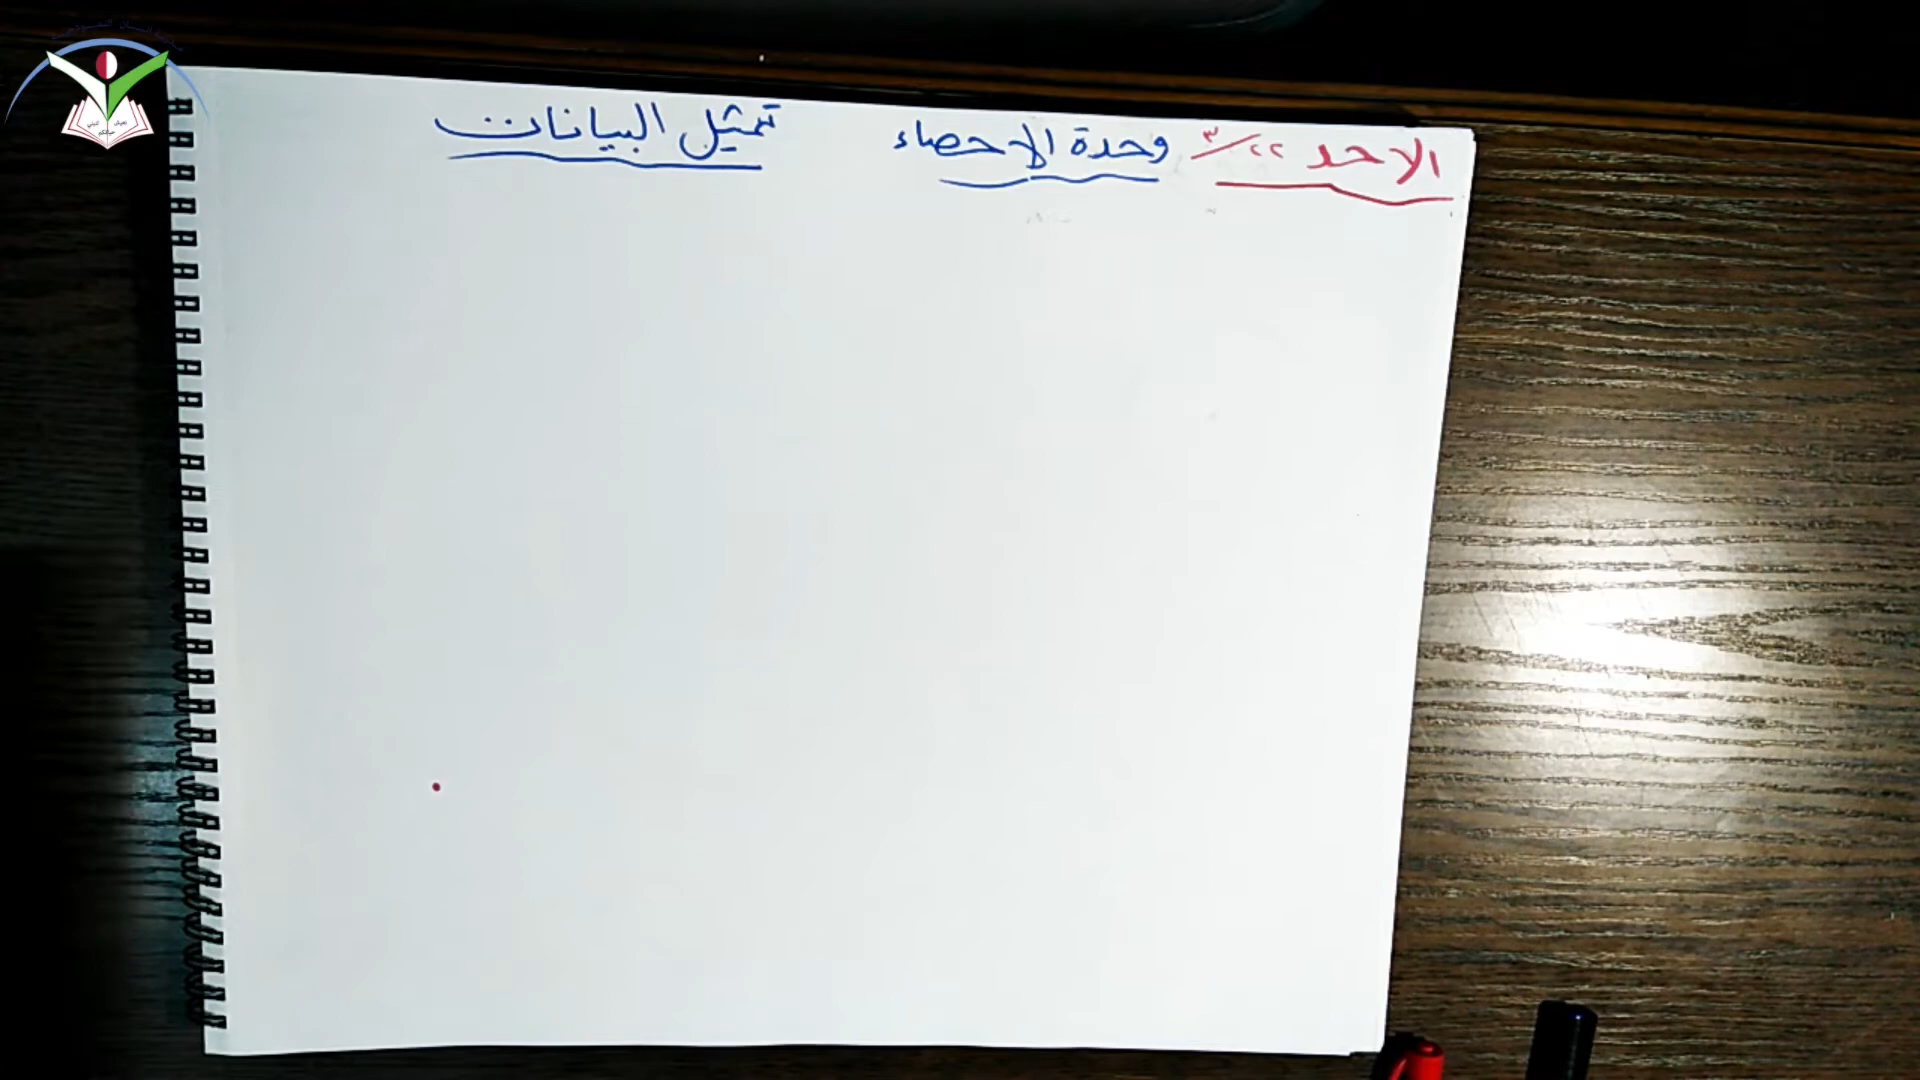 الاحد ٢٢/٣ وحدة الإحصاء تمثيل البيانات